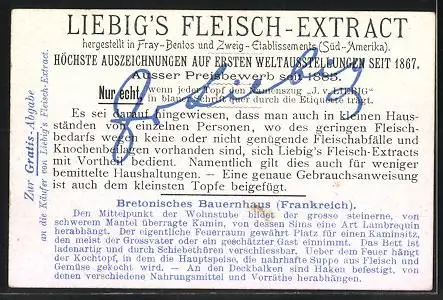 LIEBIG'S FLEISCH-EXTRACT
hergestellt in Fray-Bentos und Zweig-Etablissements (Süd-Amerika).
HÖCHSTE AUSZEICHNUNGEN AUF ERSTEN WELTAUSSTELLUNGEN SEIT 1867.
Ausser Preisbewerb seit 1885.
Nur echt, wenn jeder Topf den Namenszug „J. v. LIEBIG“
in blauer Schrift quer durch die Etiquette trägt.
Es sei darauf hingewiesen, dass man auch in kleinen Haus-
ständen von einzelnen Personen, wo des geringen Fleisch-
bedarfs wegen keine oder nicht genügende Fleischabfälle und
Knochenbeilagen vorhanden sind, sich Liebig's Fleisch-Extracts
mit Vortheil bedient. Namentlich gilt dies auch für weniger
bemittelte Haushaltungen. — Eine genaue Gebrauchsanweisung
ist auch dem kleinsten Topfe beigefügt.
Bretonisches Bauernhaus (Frankreich).
Den Mittelpunkt der Wohnstube bildet der grosse steinerne, von
schwerem Mantel überragte Kamin, von dessen Sims eine Art Lambrequin
herabhängt. Der eigentliche Feuerraum gewährt Platz für einen Kaminsitz,
den meist der Grossvater oder ein geschätzter Gast einnimmt. Das Bett ist
ladenartig und durch Schiebethüren verschliessbar. Ueber dem Feuer hängt
der Kochtopf, in dem die Hauptspeise, die nahrhafte Suppe aus Fleisch und
Gemüse gekocht wird. — An den Deckbalken sind Haken befestigt, von
denen verschiedene Nahrungsmittel und Vorräthe herabhängen.
Zur Gratis-Abgabe
an die Käufer von Liebig's Fleisch-Extract.